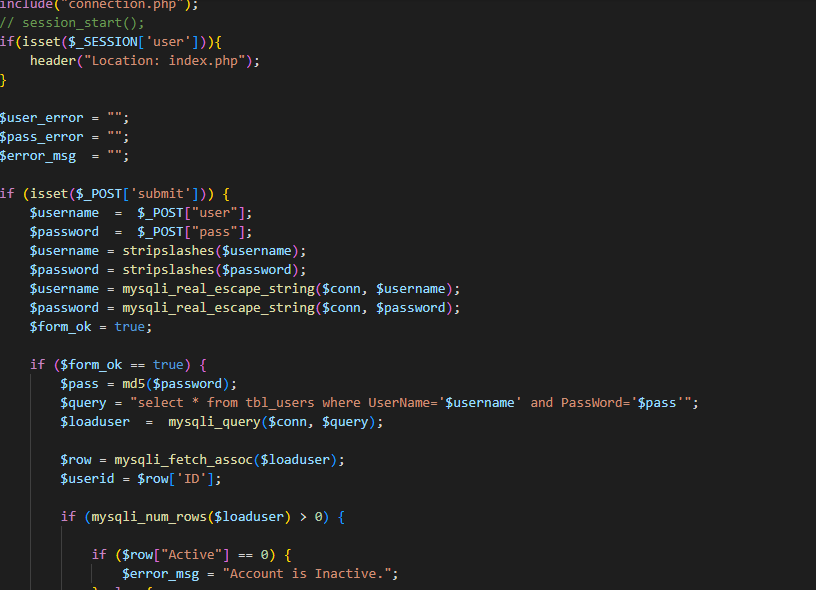 include("connection.php");
// session_start();
if(isset($_SESSION['user'])){
    header("Location: index.php");
}

$user_error = "";
$pass_error = "";
$error_msg  = "";

if (isset($_POST['submit'])) {
    $username  =  $_POST["user"];
    $password  =  $_POST["pass"];
    $username = stripslashes($username);
    $password = stripslashes($password);
    $username = mysqli_real_escape_string($conn, $username);
    $password = mysqli_real_escape_string($conn, $password);
    $form_ok = true;

    if ($form_ok == true) {
        $pass = md5($password);
        $query = "select * from tbl_users where UserName='$username' and PassWord='$pass'";
        $loaduser  =  mysqli_query($conn, $query);

        $row = mysqli_fetch_assoc($loaduser);
        $userid = $row['ID'];

        if (mysqli_num_rows($loaduser) > 0) {

            if ($row["Active"] == 0) {
                $error_msg = "Account is Inactive.";